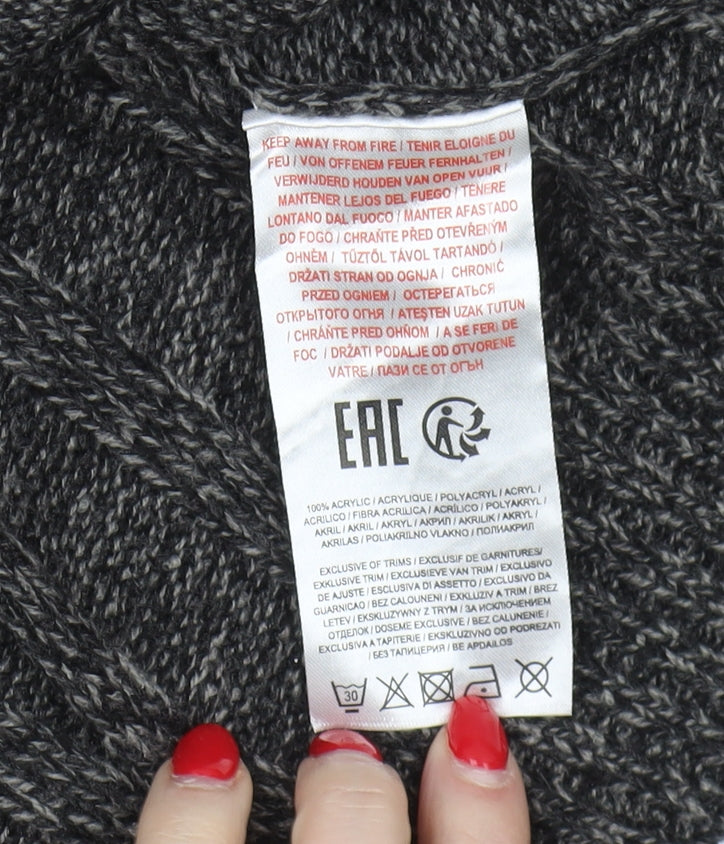 KEEP AWAY FROM FIRE / TENIR ELOIGNE DU
FEU / VON OFFENEM FEUER FERNHALTEN /
VERWIJDERD HOUDEN VAN OPEN VUUR /
MANTENER LEJOS DEL FUEGO / TENERE
LONTANO DAL FUOCO / MANTER AFASTADO
DO FOGO / CHRAŇTE PŘED OTEVŘENÝM
OHNĚM / TŰZTŐL TÁVOL TARTANDÓ /
DRŽATI STRAN OD OGNJA / CHRONIĆ
PRZED OGNIEM / ОСТЕРЕГАТЬСЯ
ОТКРЫТОГО ОГНЯ / ATEŞTEN UZAK TUTUN
/ CHRÁŇTE PRED OHŇOM / A SE FERI DE
FOC / DRŽATI PODALJE OD OTVORENE
VATRE / ПАЗИ СЕ ОТ ОГЪН
EAC
100% ACRYLIC / ACRYLIQUE / POLYACRYL / ACRYL /
ACRILICO / FIBRA ACRILICA / ACRÍLICO / POLYAKRYL /
AKRIL / AKRIL / AKRYL / АКРИЛ / AKRILIK / AKRYL /
AKRILAS / POLIAKRILNO VLAKNO / ПОЛИАКРИЛ
EXCLUSIVE OF TRIMS / EXCLUSIF DE GARNITURES/
EXKLUSIVE TRIM / EXCLUSIEVE VAN TRIM / EXCLUSIVO
DE AJUSTE / ESCLUSIVA DI ASSETTO / EXCLUSIVO DA
GUARNICAO / BEZ CALOUNENI / EXKLUZIV A TRIM / BREZ
LETEV / EKSKLUZYWNY Z TRYM / ЗА ИСКЛЮЧЕНИЕМ
ОТДЕЛОК / DOSEME EXCLUSIVE / BEZ CALUNENIE /
EXCLUSIVA A TAPITERIE / EKSKLUZIVNO OD PODREZATI
/ БЕЗ ТАПИЦЕРИЯ / BE APDAILOS
30